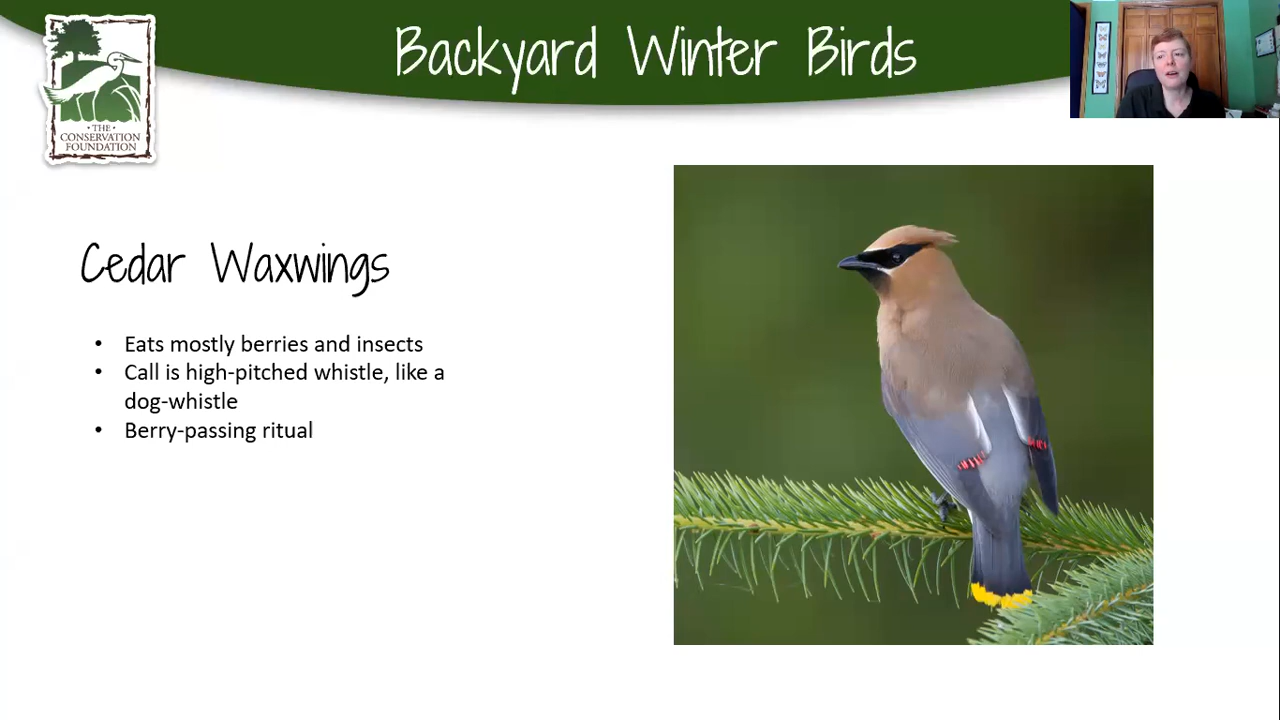 Backyard Winter Birds
• THE •
CONSERVATION
FOUNDATION
Cedar Waxwings
• Eats mostly berries and insects
• Call is high-pitched whistle, like a
dog-whistle
• Berry-passing ritual